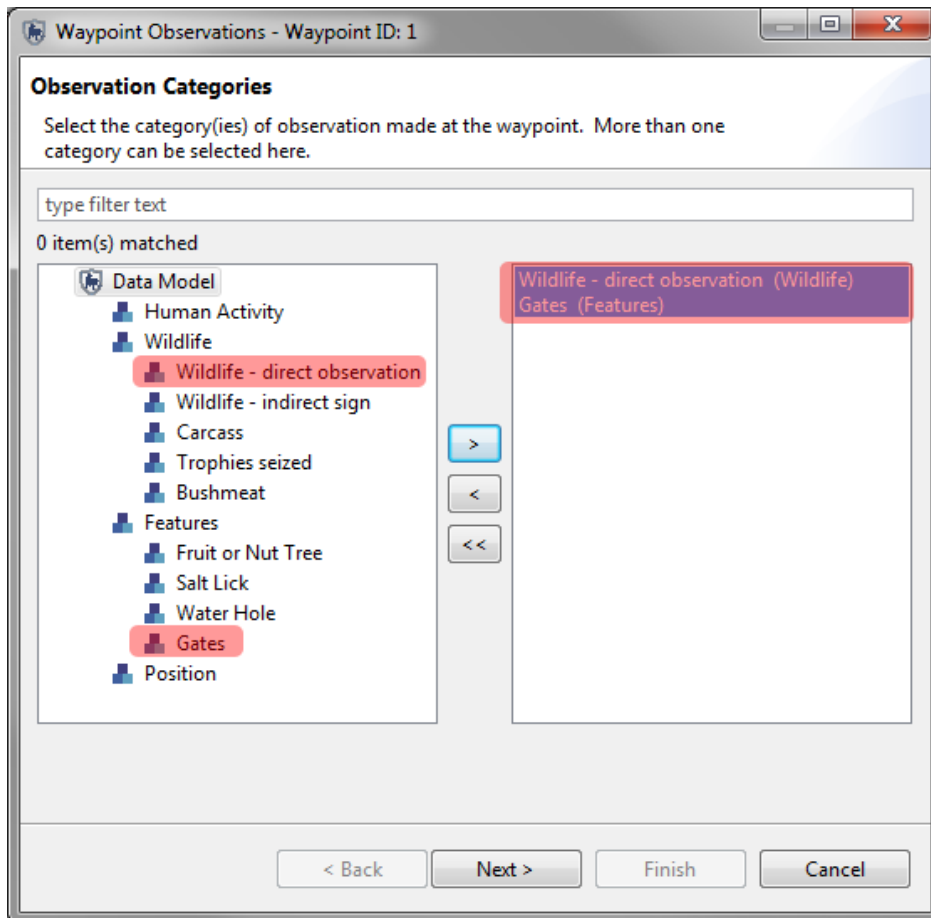 Waypoint Observations - Waypoint ID: 1
Observation Categories
Select the category(ies) of observation made at the waypoint. More than one
category can be selected here.
type filter text
0 item(s) matched
Data Model
Human Activity
Wildlife
Wildlife - direct observation
Wildlife - indirect sign
Carcass
Trophies seized
Bushmeat
Features
Fruit or Nut Tree
Salt Lick
Water Hole
Gates
Position
>
<
<<
Wildlife - direct observation (Wildlife)
Gates (Features)
< Back
Next >
Finish
Cancel